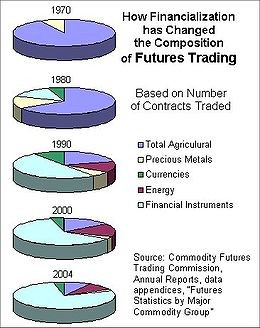 1970
How Financialization
has Changed
the Composition
of Futures Trading
1980
Based on Number
of Contracts Traded
1990
Total Agriculural
Precious Metals
Currencies
Energy
Financial Instruments
2000
2004
Source: Commodity Futures
Trading Commission,
Annual Reports, data
appendices, "Futures
Statistics by Major
Commodity Group"